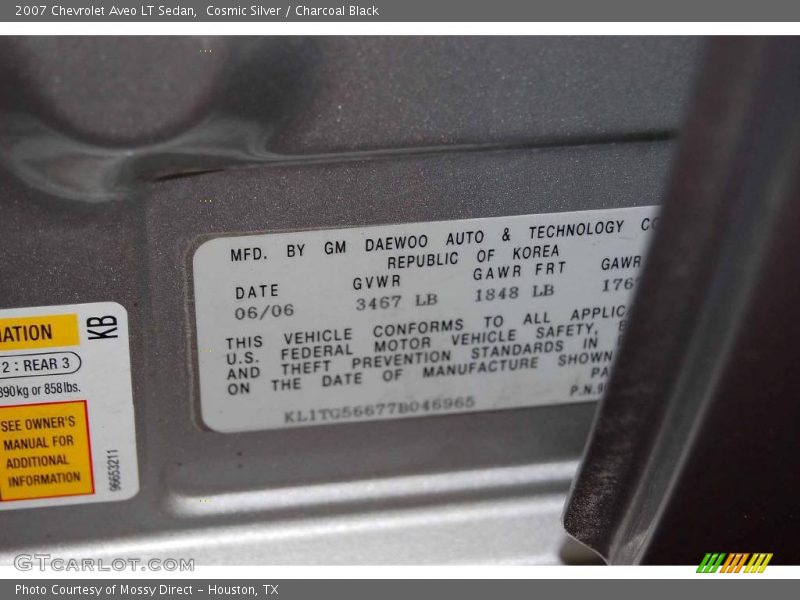 2007 Chevrolet Aveo LT Sedan, Cosmic Silver / Charcoal Black
MFD. BY GM DAEWOO AUTO & TECHNOLOGY
REPUBLIC OF KOREA
DATE GVWR GAWR FRT GAWR
06/06 3467 LB 1848 LB
THIS VEHICLE CONFORMS TO ALL
U.S. FEDERAL MOTOR VEHICLE SAFETY,
AND THEFT PREVENTION STANDARDS IN
ON THE DATE OF MANUFACTURE SHOWN
P.N.
KL1TG56677B046965
KB
2 : REAR 3
390kg or 858lbs.
SEE OWNER'S
MANUAL FOR
ADDITIONAL
INFORMATION
96653211
GTCarLot.com
Photo Courtesy of Mossy Direct – Houston, TX